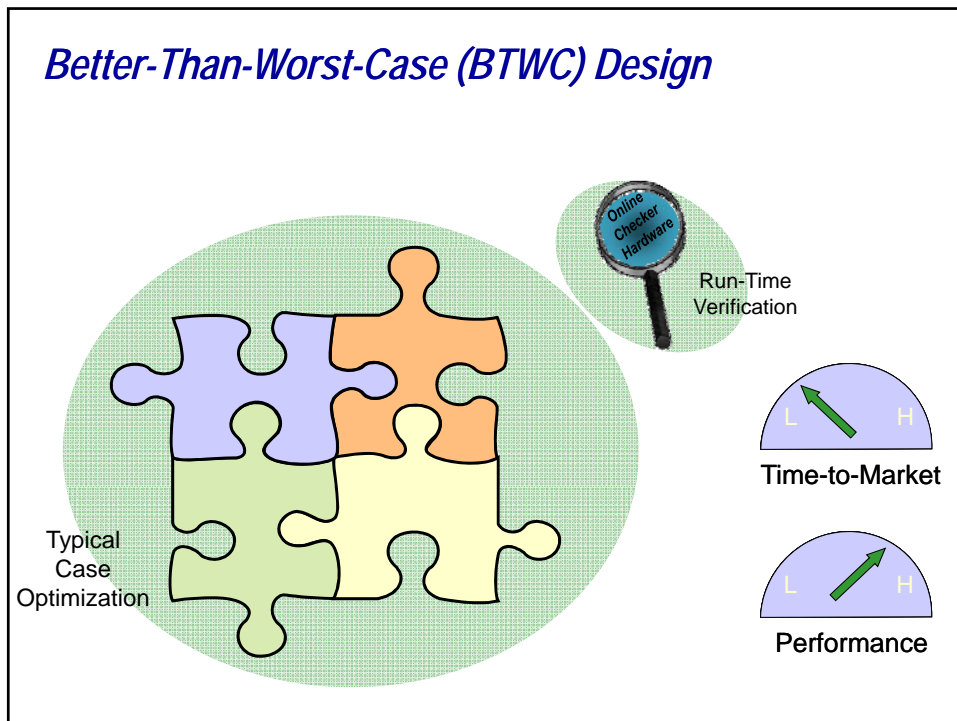 Better-Than-Worst-Case (BTWC) Design
Online
Checker
Hardware
Run-Time
Verification
Typical
Case
Optimization
L H
Time-to-Market
L H
Performance